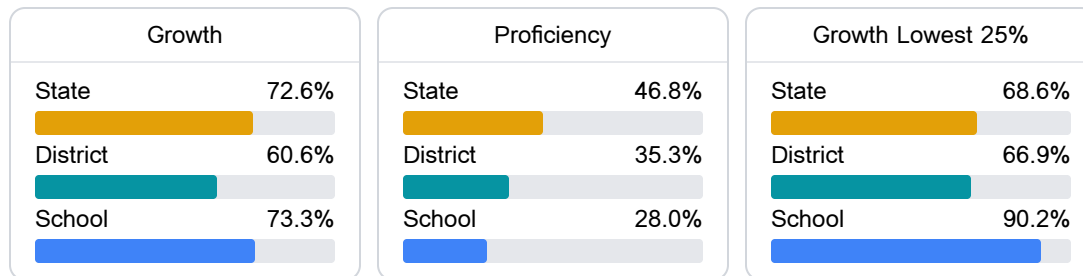 Growth
State 72.6%
District 60.6%
School 73.3%
Proficiency
State 46.8%
District 35.3%
School 28.0%
Growth Lowest 25%
State 68.6%
District 66.9%
School 90.2%